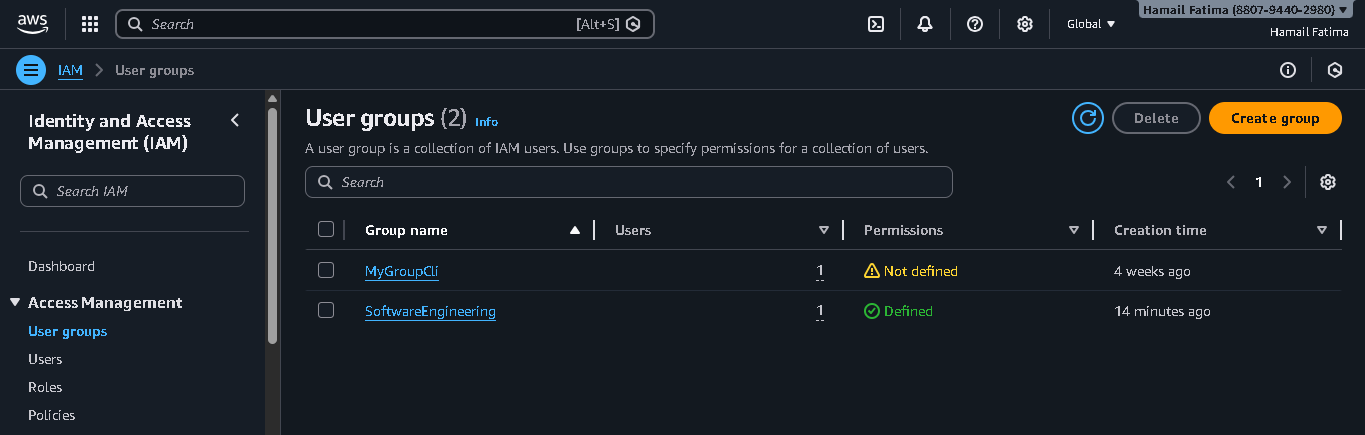 aws
Search [Alt+S] Global Hamail Fatima (8807-9440-2980)
Hamail Fatima
IAM User groups
Identity and Access
Management (IAM)
Search IAM
Dashboard
Access Management
User groups
Users
Roles
Policies
User groups (2) Info Delete Create group
A user group is a collection of IAM users. Use groups to specify permissions for a collection of users.
Search 1
Group name Users Permissions Creation time
MyGroupCli 1 Not defined 4 weeks ago
SoftwareEngineering 1 Defined 14 minutes ago